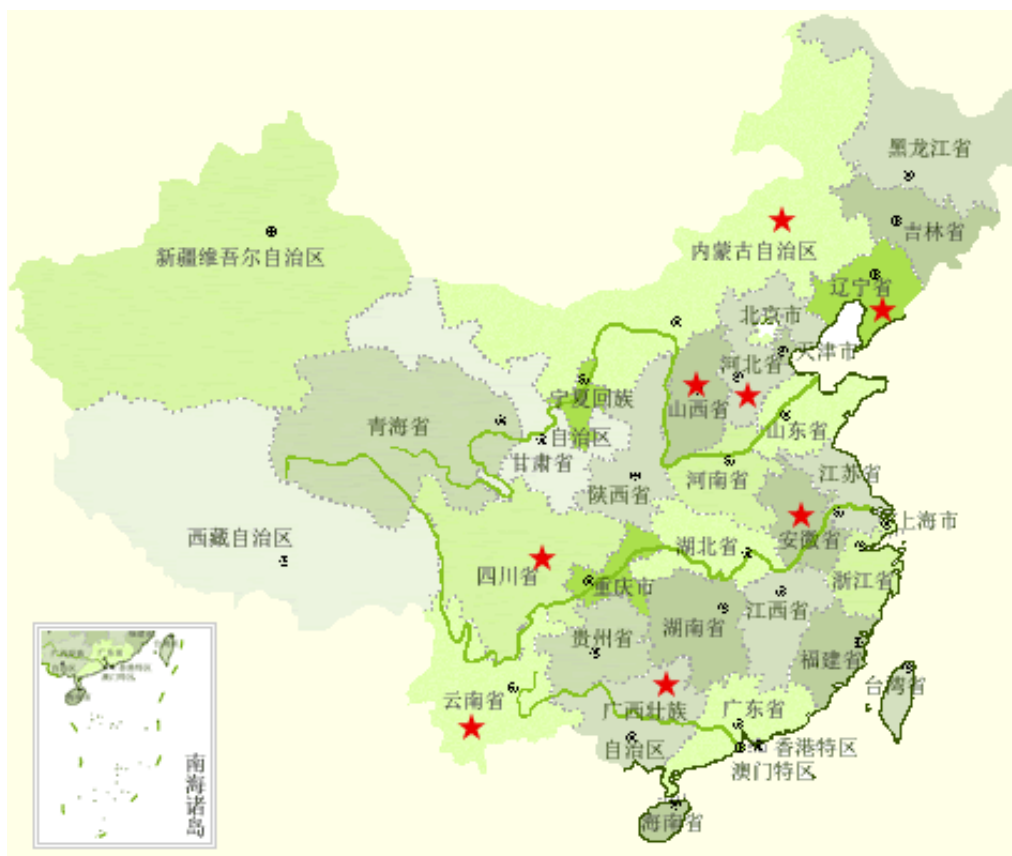 黑龙江省
吉林省
内蒙古自治区
新疆维吾尔自治区
辽宁省
北京市
天津市
河北省
宁夏回族
自治区
山西省
青海省
山东省
甘肃省
河南省
江苏省
陕西省
上海市
西藏自治区
安徽省
湖北省
四川省
重庆市
浙江省
江西省
湖南省
贵州省
福建省
台湾省
云南省
广西壮族
自治区
广东省
香港特区
澳门特区
海南省
南海诸岛